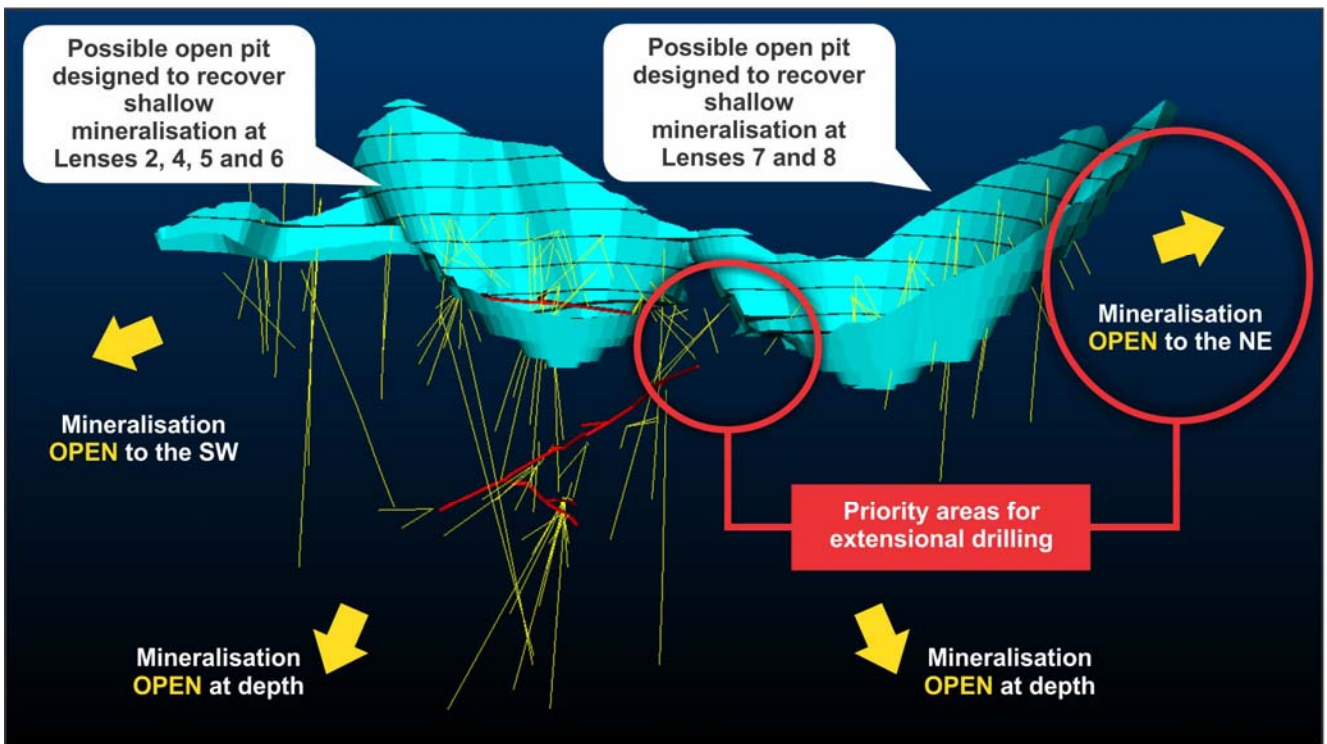 Possible open pit
designed to recover
shallow
mineralisation at
Lenses 2, 4, 5 and 6
Possible open pit
designed to recover
shallow
mineralisation at
Lenses 7 and 8
Mineralisation
OPEN to the NE
Mineralisation
OPEN to the SW
Priority areas for
extensional drilling
Mineralisation
OPEN at depth
Mineralisation
OPEN at depth